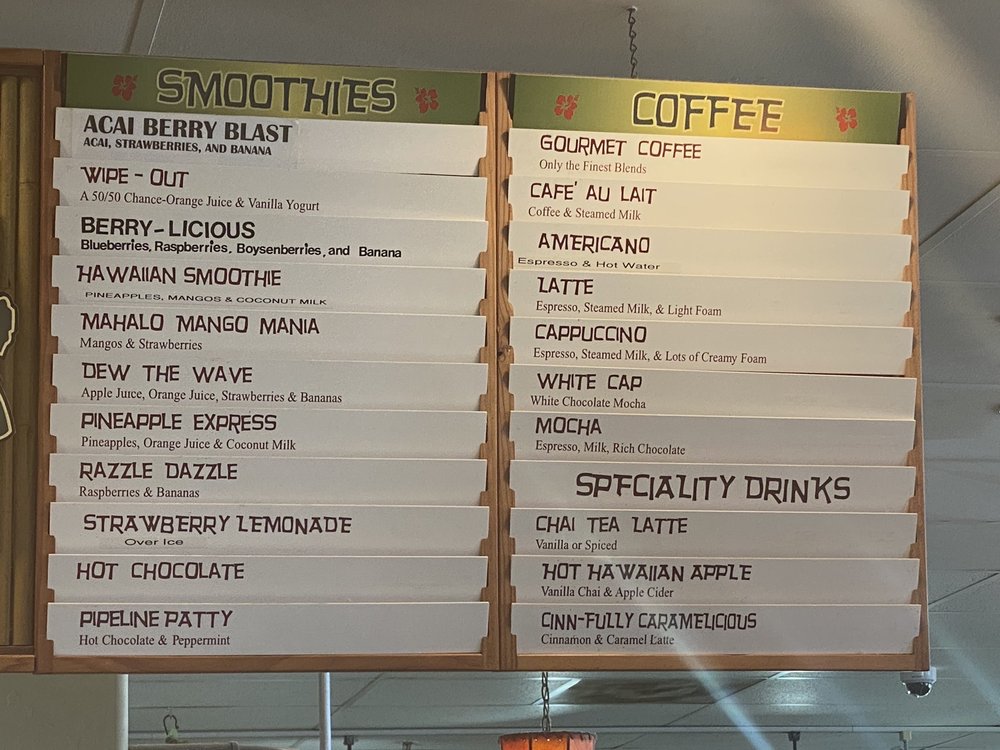 SMOOTHIES
ACAI BERRY BLAST
ACAI, STRAWBERRIES, AND BANANA
WIPE - OUT
A 50/50 Chance-Orange Juice & Vanilla Yogurt
BERRY-LICIOUS
Blueberries, Raspberries, Boysenberries, and Banana
HAWAIIAN SMOOTHIE
PINEAPPLES, MANGOS & COCONUT MILK
MAHALO MANGO MANIA
Mangos & Strawberries
DEW THE WAVE
Apple Juice, Orange Juice, Strawberries & Bananas
PINEAPPLE EXPRESS
Pineapples, Orange Juice & Coconut Milk
RAZZLE DAZZLE
Raspberries & Bananas
STRAWBERRY LEMONADE
Over Ice
HOT CHOCOLATE
PIPELINE PATTY
Hot Chocolate & Peppermint
COFFEE
GOURMET COFFEE
Only the Finest Blends
CAFE' AU LAIT
Coffee & Steamed Milk
AMERICANO
Espresso & Hot Water
LATTE
Espresso, Steamed Milk, & Light Foam
CAPPUCCINO
Espresso, Steamed Milk, & Lots of Creamy Foam
WHITE CAP
White Chocolate Mocha
MOCHA
Espresso, Milk, Rich Chocolate
SPECIALITY DRINKS
CHAI TEA LATTE
Vanilla or Spiced
HOT HAWAIIAN APPLE
Vanilla Chai & Apple Cider
CINN-FULLY CARAMELICIOUS
Cinnamon & Caramel Latte